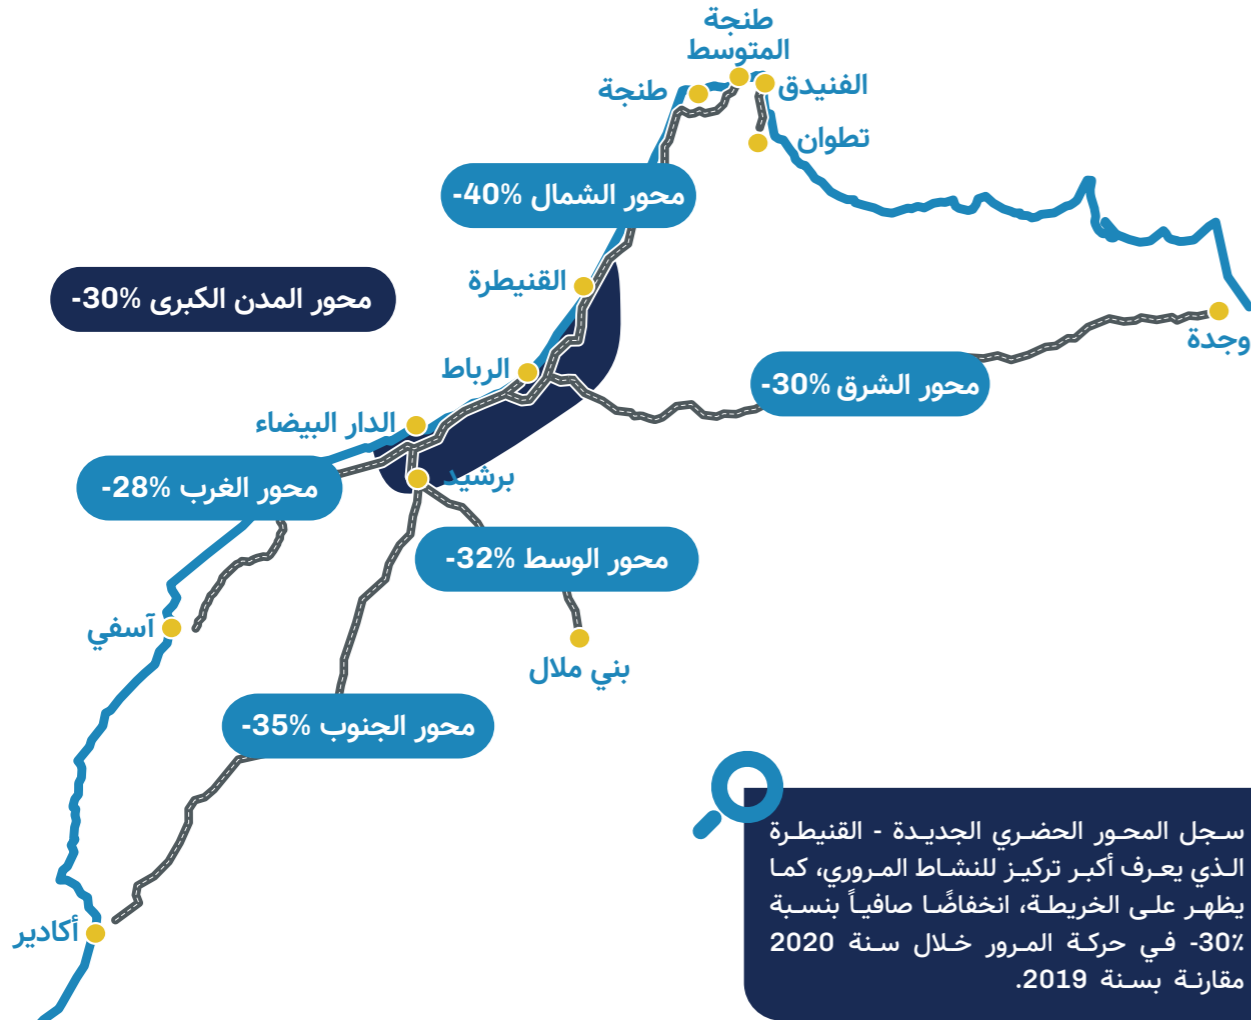 طنجة
المتوسط
الفنيدق
طنجة
تطوان
محور الشمال %40-
القنيطرة
محور المدن الكبرى %30-
وجدة
الرباط
محور الشرق %30-
الدار البيضاء
برشيد
محور الغرب %28-
محور الوسط %32-
آسفي
بني ملال
محور الجنوب %35-
أكادير
سجل المحور الحضري الجديدة - القنيطرة
الذي يعرف أكبر تركيز للنشاط المروري، كما
يظهر على الخريطة، انخفاضًا صافياً بنسبة
30٪- في حركة المرور خلال سنة 2020
مقارنة بسنة 2019.